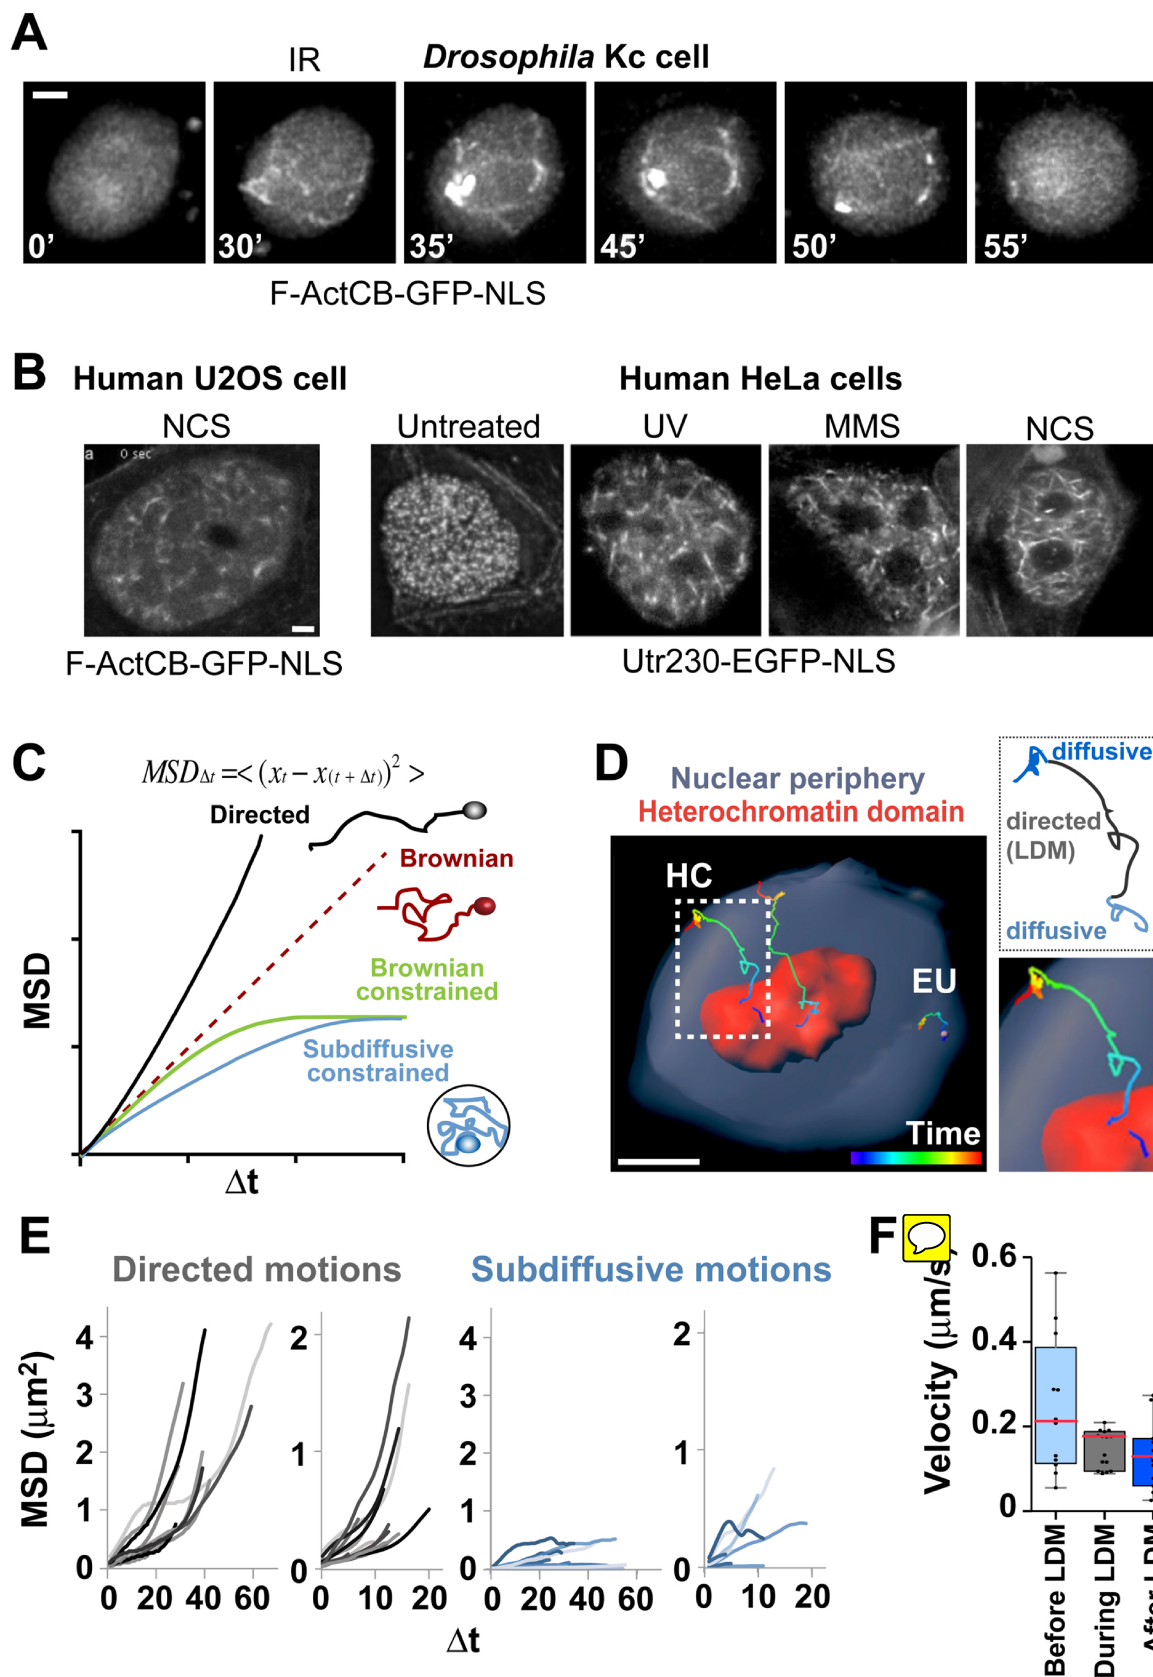 A
IR
Drosophila Kc cell
0’
30’
35’
45’
50’
55’
F-ActCB-GFP-NLS
B
Human U2OS cell
Human HeLa cells
NCS
Untreated
UV
MMS
NCS
a
0 sec
F-ActCB-GFP-NLS
Utr230-EGFP-NLS
C
MSDΔt =< (xt − x(t + Δt))2 >
Directed
Brownian
Brownian
constrained
Subdiffusive
constrained
MSD
Δt
D
Nuclear periphery
Heterochromatin domain
HC
EU
Time
diffusive
directed
(LDM)
diffusive
E
Directed motions
Subdiffusive motions
MSD (μm2)
4
3
2
1
0
0 20 40 60
2
1
0
0 10 20
4
3
2
1
0
0 20 40 60
2
1
0
0 10 20
Δt
F
Velocity (μm/s)
0.6
0.4
0.2
0
Before LDM
During LDM
After LDM